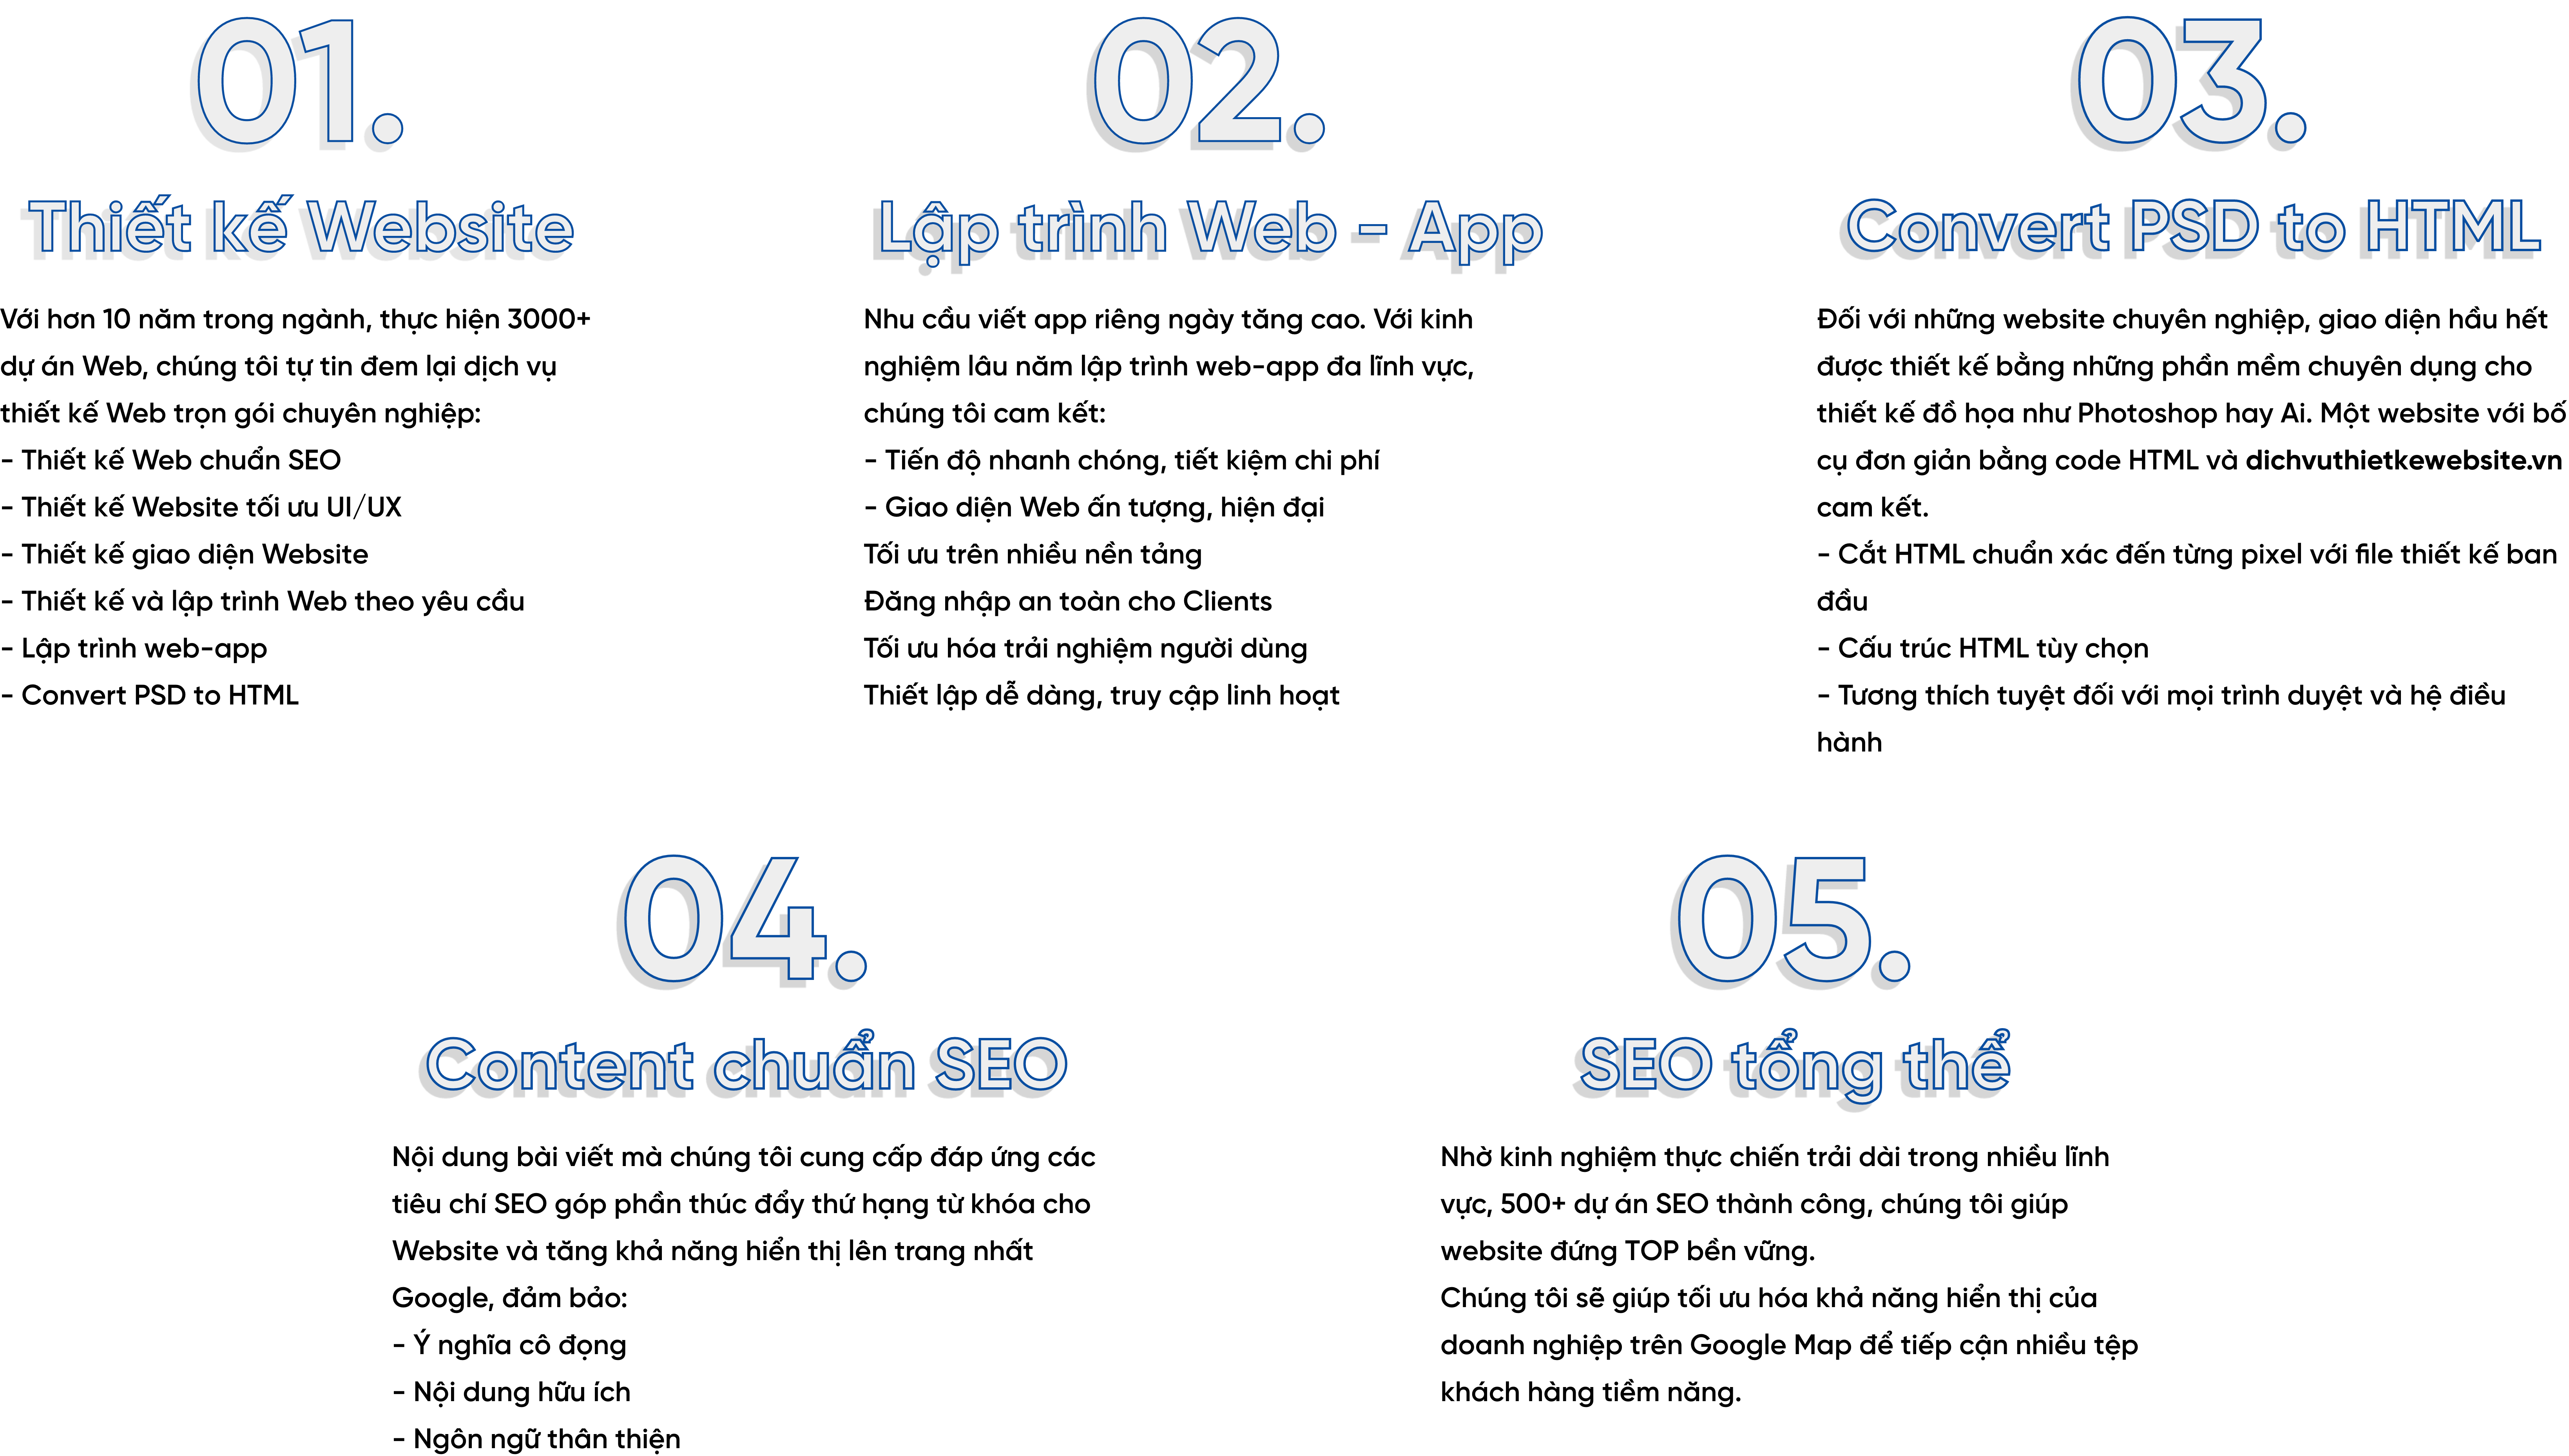 01.
Thiết kế Website
Với hơn 10 năm trong ngành, thực hiện 3000+
dự án Web, chúng tôi tự tin đem lại dịch vụ
thiết kế Web trọn gói chuyên nghiệp:
- Thiết kế Web chuẩn SEO
- Thiết kế Website tối ưu UI/UX
- Thiết kế giao diện Website
- Thiết kế và lập trình Web theo yêu cầu
- Lập trình web-app
- Convert PSD to HTML
02.
Lập trình Web - App
Nhu cầu viết app riêng ngày tăng cao. Với kinh
nghiệm lâu năm lập trình web-app đa lĩnh vực,
chúng tôi cam kết:
- Tiến độ nhanh chóng, tiết kiệm chi phí
- Giao diện Web ấn tượng, hiện đại
Tối ưu trên nhiều nền tảng
Đăng nhập an toàn cho Clients
Tối ưu hóa trải nghiệm người dùng
Thiết lập dễ dàng, truy cập linh hoạt
03.
Convert PSD to HTML
Đối với những website chuyên nghiệp, giao diện hầu hết
được thiết kế bằng những phần mềm chuyên dụng cho
thiết kế đồ họa như Photoshop hay Ai. Một website với bố
cụ đơn giản bằng code HTML và dichvuthietkewebsite.vn
cam kết.
- Cắt HTML chuẩn xác đến từng pixel với file thiết kế ban
đầu
- Cấu trúc HTML tùy chọn
- Tương thích tuyệt đối với mọi trình duyệt và hệ điều
hành
04.
Content chuẩn SEO
Nội dung bài viết mà chúng tôi cung cấp đáp ứng các
tiêu chí SEO góp phần thúc đẩy thứ hạng từ khóa cho
Website và tăng khả năng hiển thị lên trang nhất
Google, đảm bảo:
- Ý nghĩa cô đọng
- Nội dung hữu ích
- Ngôn ngữ thân thiện
05.
SEO tổng thể
Nhờ kinh nghiệm thực chiến trải dài trong nhiều lĩnh
vực, 500+ dự án SEO thành công, chúng tôi giúp
website đứng TOP bền vững.
Chúng tôi sẽ giúp tối ưu hóa khả năng hiển thị của
doanh nghiệp trên Google Map để tiếp cận nhiều tệp
khách hàng tiềm năng.